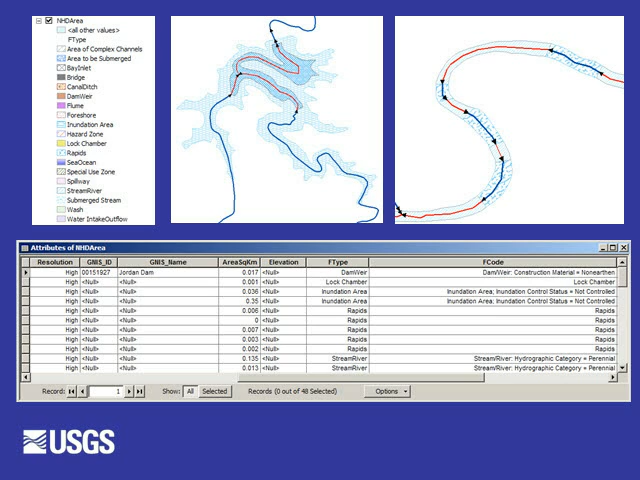 NHDArea
<all other values>
FType
Area of Complex Channels
Area to be Submerged
BayInlet
Bridge
CanalDitch
DamWeir
Flume
Foreshore
Inundation Area
Hazard Zone
Lock Chamber
Rapids
SeaOcean
Special Use Zone
Spillway
StreamRiver
Submerged Stream
Wash
Water IntakeOutflow
Attributes of NHDArea
Resolution GNIS_ID GNIS_Name AreaSqKm Elevation FType FCode
High 00151927 Jordan Dam 0.017 <Null> DamWeir Dam/Weir: Construction Material = Nonearthen
High <Null> <Null> 0.001 <Null> Lock Chamber Lock Chamber
High <Null> <Null> 0.036 <Null> Inundation Area Inundation Area; Inundation Control Status = Not Controlled
High <Null> <Null> 0.35 <Null> Inundation Area Inundation Area; Inundation Control Status = Not Controlled
High <Null> <Null> 0.006 <Null> Rapids Rapids
High <Null> <Null> 0 <Null> Rapids Rapids
High <Null> <Null> 0.007 <Null> Rapids Rapids
High <Null> <Null> 0.003 <Null> Rapids Rapids
High <Null> <Null> 0.002 <Null> Rapids Rapids
High <Null> <Null> 0.135 <Null> StreamRiver Stream/River: Hydrographic Category = Perennial
High <Null> <Null> 0.013 <Null> StreamRiver Stream/River: Hydrographic Category = Perennial
Record: 1 Show: All Selected Records (0 out of 48 Selected) Options
USGS